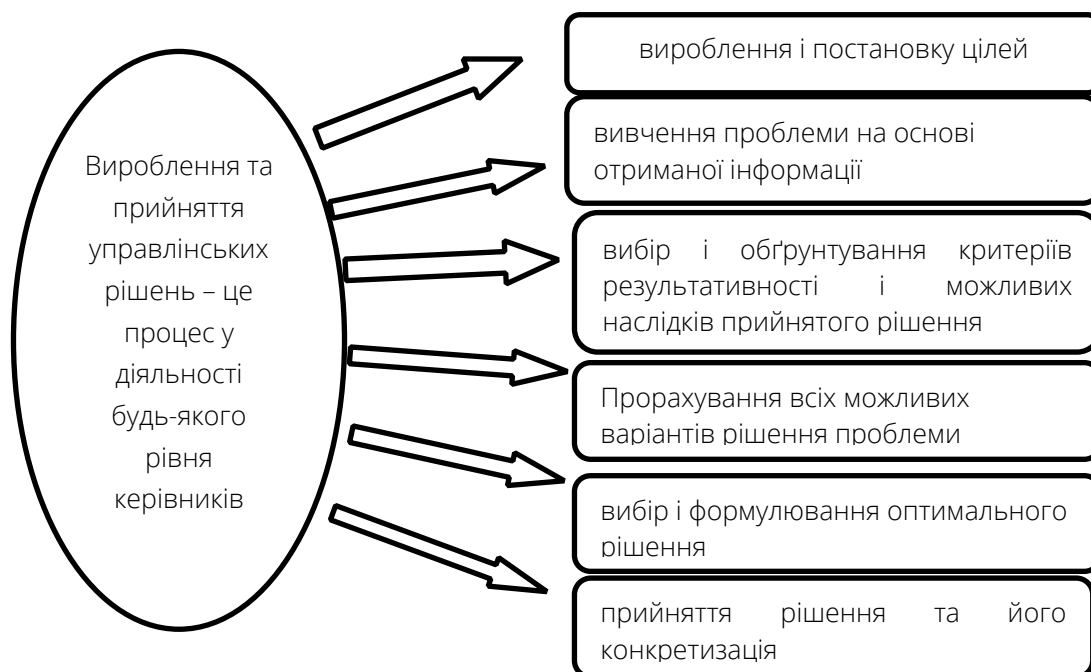 Вироблення та
прийняття
управлінських
рішень – це
процес у
діяльності
будь-якого
рівня
керівників
вироблення і постановку цілей
вивчення проблеми на основі
отриманої інформації
вибір і обґрунтування критеріїв
результативності і можливих
наслідків прийнятого рішення
Прорахування всіх можливих
варіантів рішення проблеми
вибір і формулювання оптимального
рішення
прийняття рішення та його
конкретизація